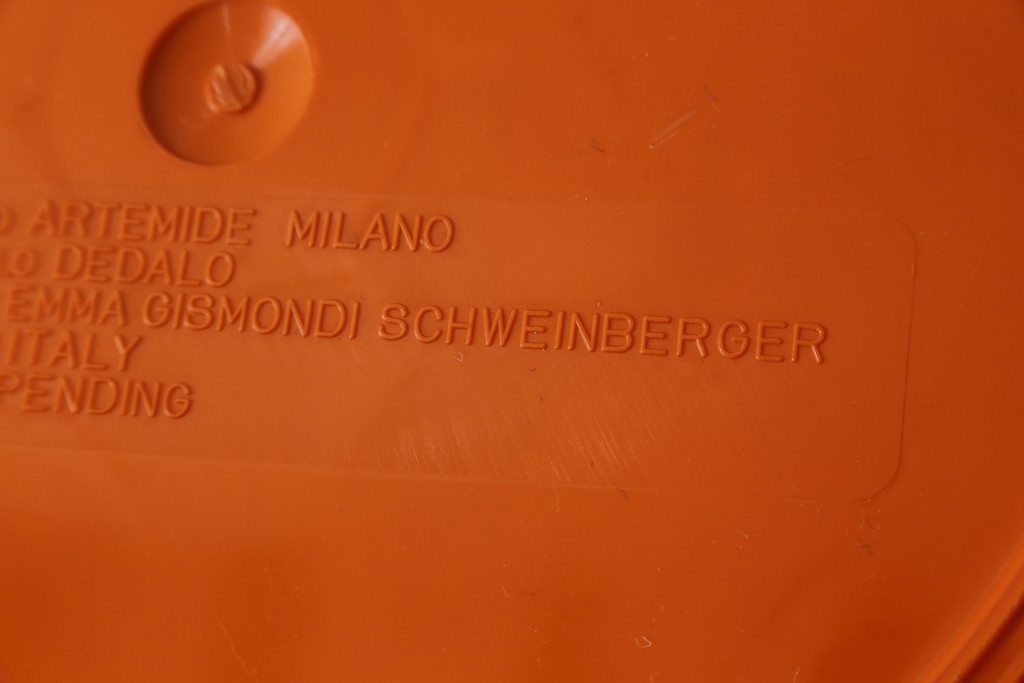 ARTEMIDE MILANO
DEDALO
EMMA GISMONDI SCHWEINBERGER
ITALY
PENDING